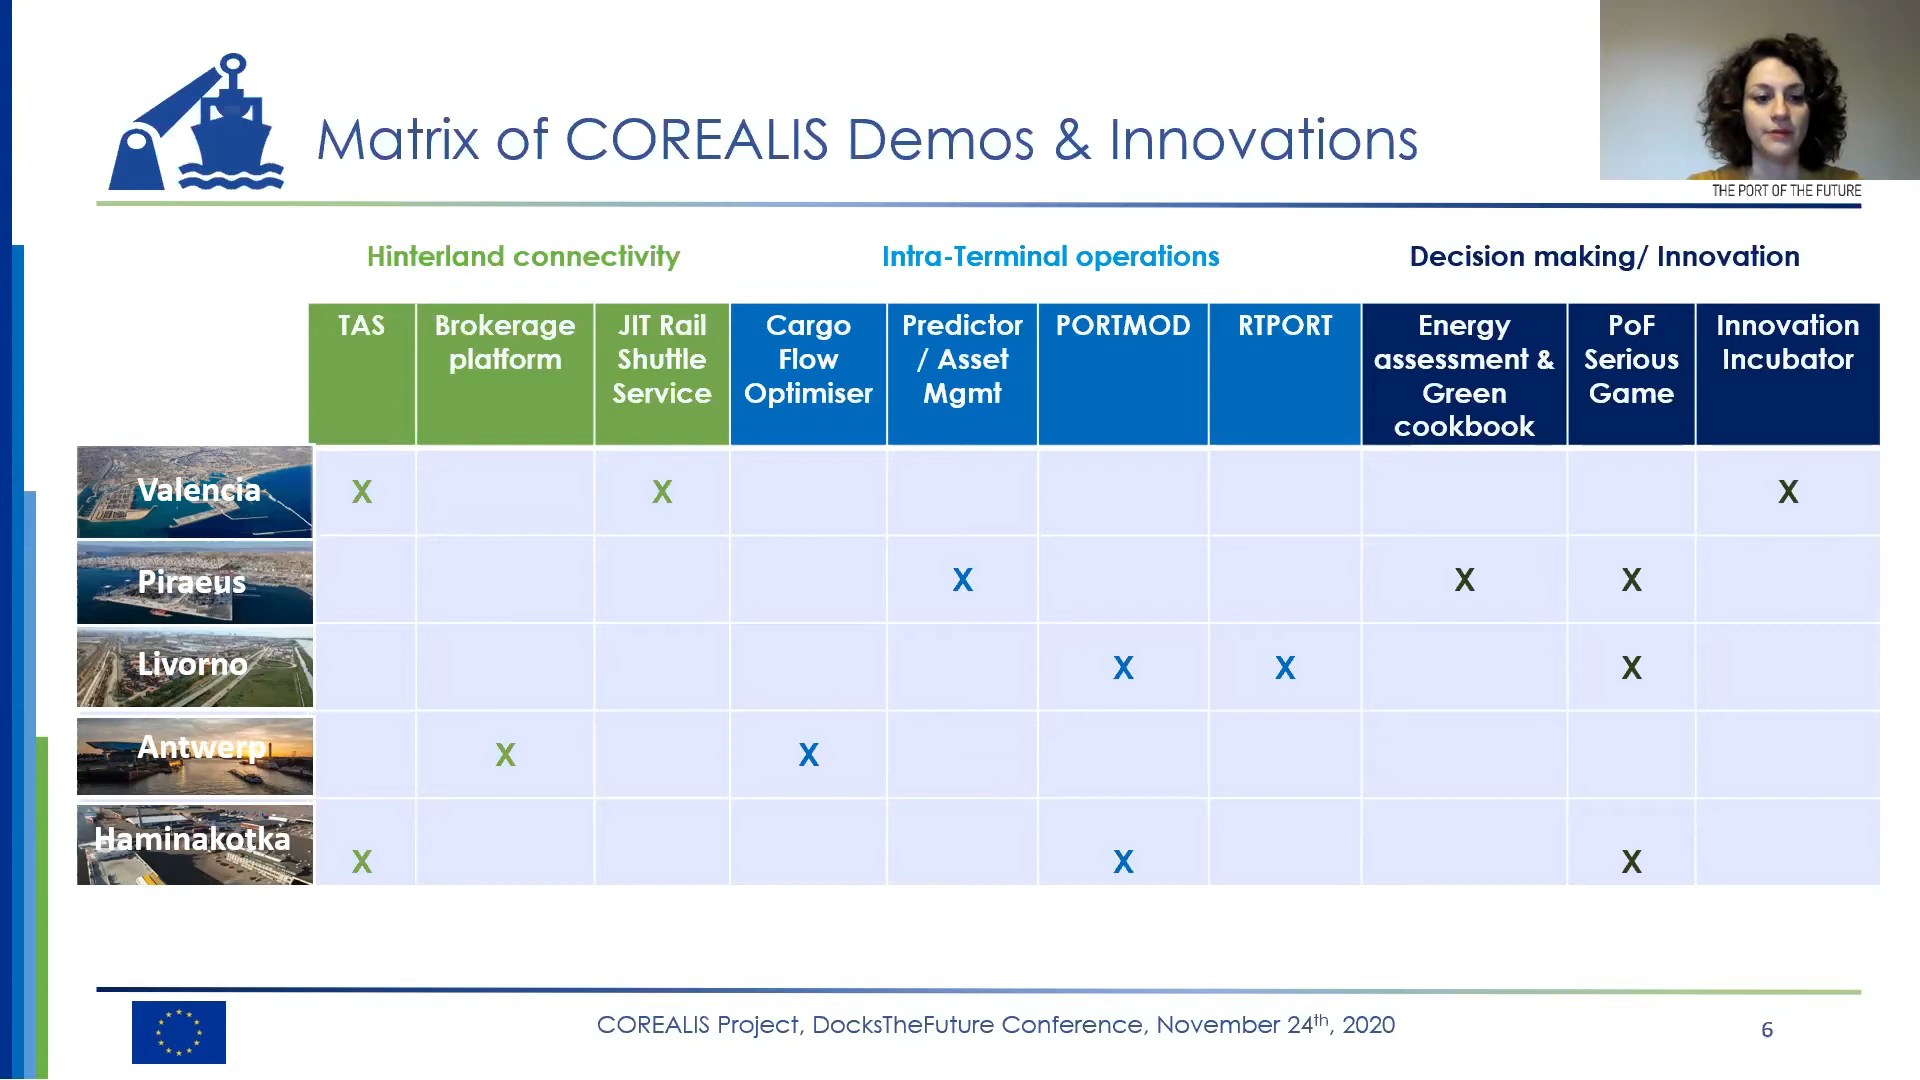 Matrix of COREALIS Demos & Innovations
THE PORT OF THE FUTURE
Hinterland connectivity
Intra-Terminal operations
Decision making/ Innovation
TAS
Brokerage
platform
JIT Rail
Shuttle
Service
Cargo
Flow
Optimiser
Predictor
/ Asset
Mgmt
PORTMOD
RTPORT
Energy
assessment &
Green
cookbook
PoF
Serious
Game
Innovation
Incubator
Valencia X X X
Piraeus X X X
Livorno X X X
Antwerp X X
Haminakotka X X X
COREALIS Project, DocksTheFuture Conference, November 24th, 2020
6